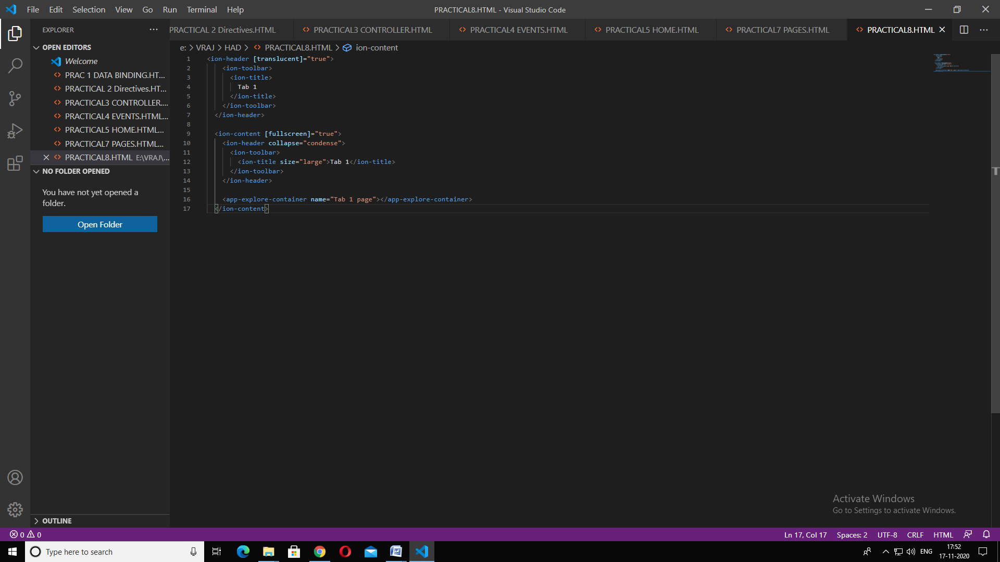 File Edit Selection View Go Run Terminal Help
PRACTICAL8.HTML - Visual Studio Code
EXPLORER
PRACTICAL 2 Directives.HTML
PRACTICAL3 CONTROLLER.HTML
PRACTICAL4 EVENTS.HTML
PRACTICAL5 HOME.HTML
PRACTICAL7 PAGES.HTML
PRACTICAL8.HTML
OPEN EDITORS
Welcome
PRAC 1 DATA BINDING.HT...
PRACTICAL 2 Directives.HT...
PRACTICAL3 CONTROLLER....
PRACTICAL4 EVENTS.HTML...
PRACTICAL5 HOME.HTML...
PRACTICAL7 PAGES.HTML...
PRACTICAL8.HTML E:\VRAJ\...
NO FOLDER OPENED
You have not yet opened a
folder.
Open Folder
OUTLINE
e: > VRAJ > HAD > PRACTICAL8.HTML > ion-content
1 <ion-header [translucent]="true">
2 <ion-toolbar>
3 <ion-title>
4 Tab 1
5 </ion-title>
6 </ion-toolbar>
7 </ion-header>
8
9 <ion-content [fullscreen]="true">
10 <ion-header collapse="condense">
11 <ion-toolbar>
12 <ion-title size="large">Tab 1</ion-title>
13 </ion-toolbar>
14 </ion-header>
15
16 <app-explore-container name="Tab 1 page"></app-explore-container>
17 </ion-content>
Activate Windows
Go to Settings to activate Windows.
0 0
Ln 17, Col 17 Spaces: 2 UTF-8 CRLF HTML
Type here to search
ENG
17:52
17-11-2020